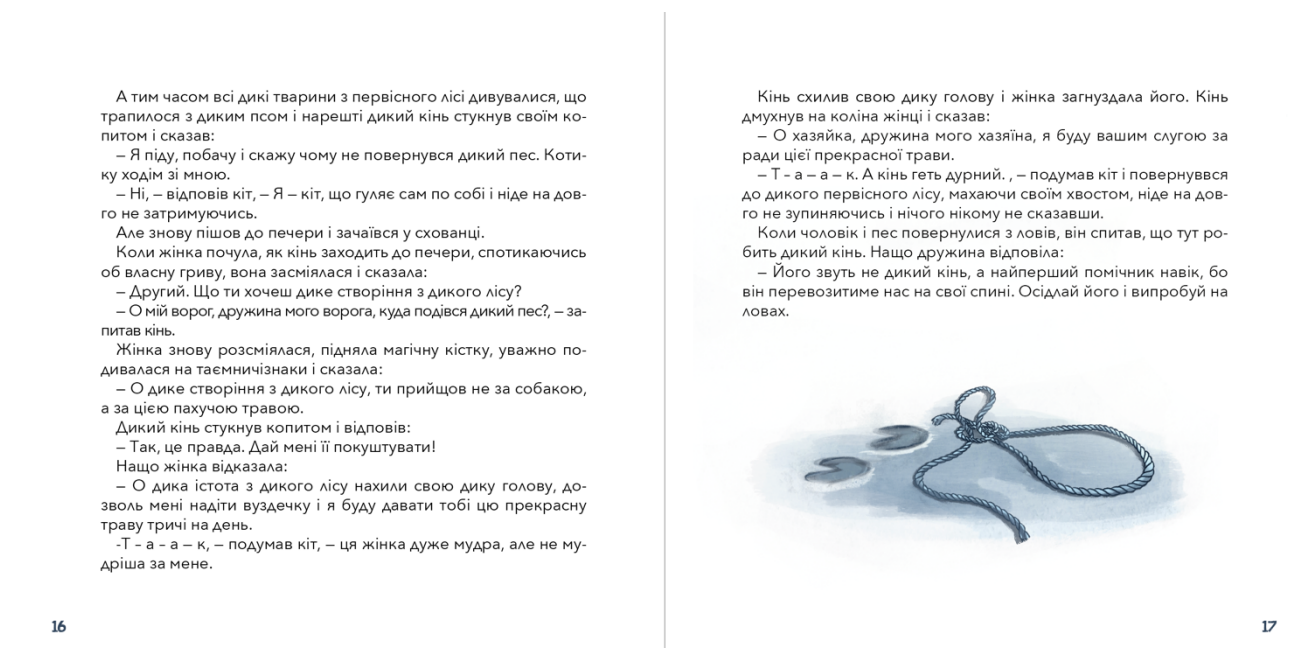 А тим часом всі дикі тварини з первісного лісі дивувалися, що
трапилося з диким псом і нарешті дикий кінь стукнув своїм ко-
питом і сказав:
– Я піду, побачу і скажу чому не повернувся дикий пес. Коти-
ку ходім зі мною.
– Ні, – відповів кіт, – Я – кіт, що гуляє сам по собі і ніде на дов-
го не затримуючись.
Але знову пішов до печери і зачаївся у схованці.
Коли жінка почула, як кінь заходить до печери, спотикаючись
об власну гриву, вона засміялася і сказала:
– Другий. Що ти хочеш дике створіння з дикого лісу?
– О мій ворог, дружина мого ворога, куда подівся дикий пес?, – за-
питав кінь.
Жінка знову розсміялася, підняла магічну кістку, уважно по-
дивалася на таємничізнаки і сказала:
– О дике створіння з дикого лісу, ти прийщов не за собакою,
а за цією пахучою травою.
Дикий кінь стукнув копитом і відповів:
– Так, це правда. Дай мені її покуштувати!
Нащо жінка відказала:
– О дика істота з дикого лісу нахили свою дику голову, до-
зволь мені надіти вуздечку і я буду давати тобі цю прекрасну
траву тричі на день.
-Т – а – а – к, – подумав кіт, – ця жінка дуже мудра, але не му-
дріша за мене.
16
Кінь схилив свою дику голову і жінка загнуздала його. Кінь
дмухнув на коліна жінці і сказав:
– О хазяйка, дружина мого хазяїна, я буду вашим слугою за
ради цієї прекрасної трави.
– Т - а – а – к. А кінь геть дурний. , – подумав кіт і повернуввся
до дикого первісного лісу, махаючи своїм хвостом, ніде на дов-
го не зупиняючись і нічого нікому не сказавши.
Коли чоловік і пес повернулися з ловів, він спитав, що тут ро-
бить дикий кінь. Нащо дружина відповіла:
– Його звуть не дикий кінь, а найперший помічник навік, бо
він перевозитиме нас на свої спині. Осідлай його і випробуй на
ловах.
17